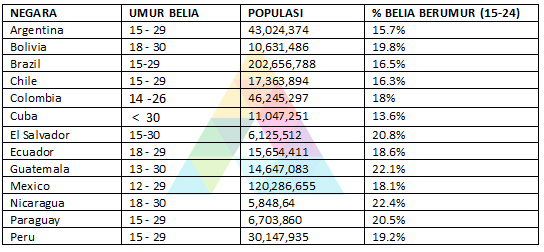 NEGARA UMUR BELIA POPULASI % BELIA BERUMUR (15-24)
Argentina 15 - 29 43,024,374 15.7%
Bolivia 18 - 30 10,631,486 19.8%
Brazil 15-29 202,656,788 16.5%
Chile 15 - 29 17,363,894 16.3%
Colombia 14 -26 46,245,297 18%
Cuba < 30 11,047,251 13.6%
El Salvador 15-30 6,125,512 20.8%
Ecuador 18 - 29 15,654,411 18.6%
Guatemala 13 - 30 14,647,083 22.1%
Mexico 12 - 29 120,286,655 18.1%
Nicaragua 18 - 30 5,848,64 22.4%
Paraguay 15 - 29 6,703,860 20.5%
Peru 15 - 29 30,147,935 19.2%